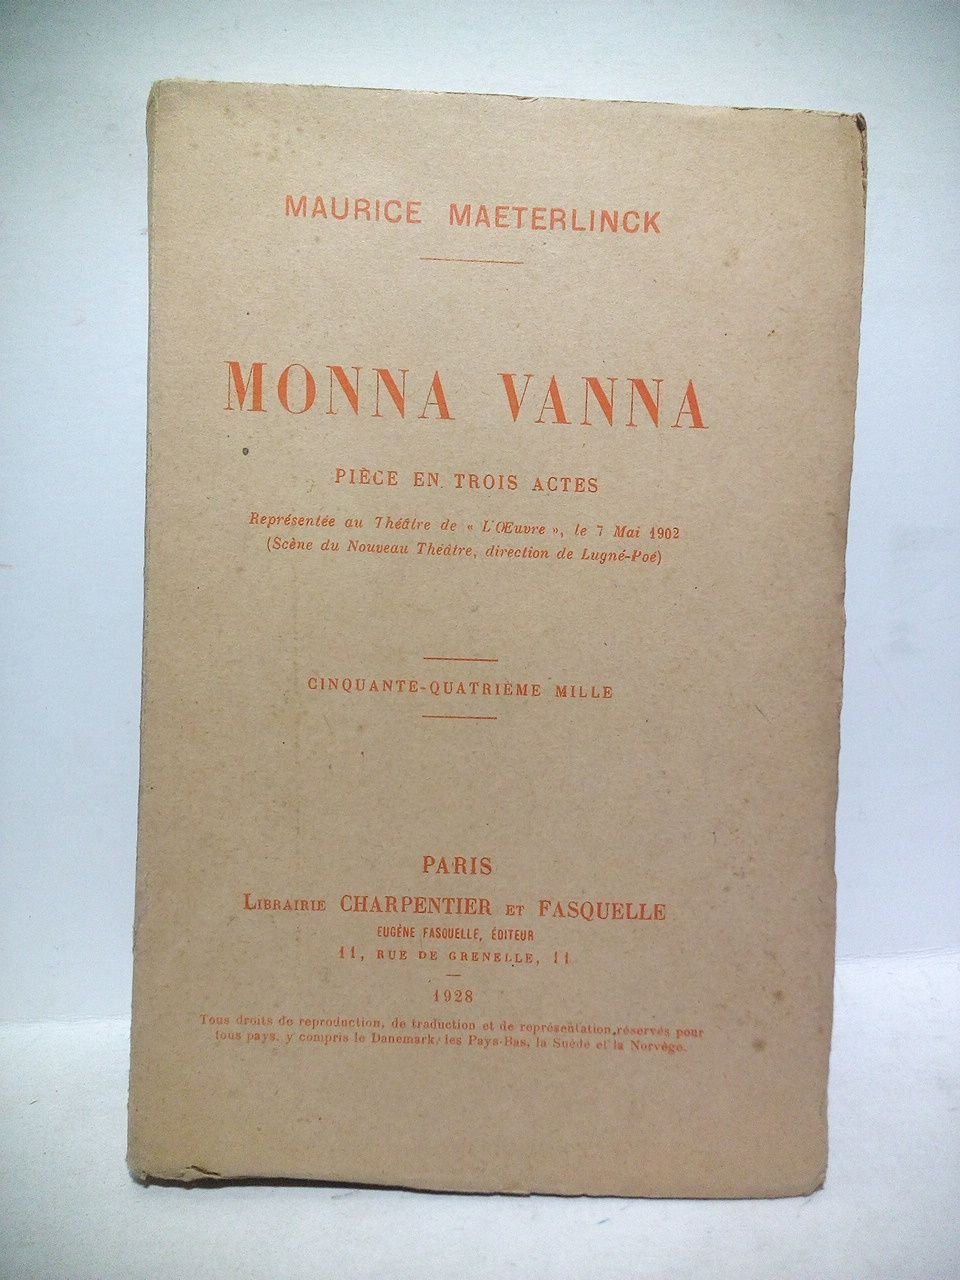 MAURICE MAETERLINCK
MONNA VANNA
PIÈCE EN TROIS ACTES
Représentée au Théâtre de « L'Œuvre », le 7 Mai 1902
(Scène du Nouveau Théâtre, direction de Lugné-Poé)
CINQUANTE-QUATRIÈME MILLE
PARIS
LIBRAIRIE CHARPENTIER ET FASQUELLE
EUGÈNE FASQUELLE, ÉDITEUR
11, RUE DE GRENELLE, 11
1928
Tous droits de reproduction, de traduction et de représentation, réservés pour
tous pays, y compris le Danemark, les Pays-Bas, la Suède et la Norvège.